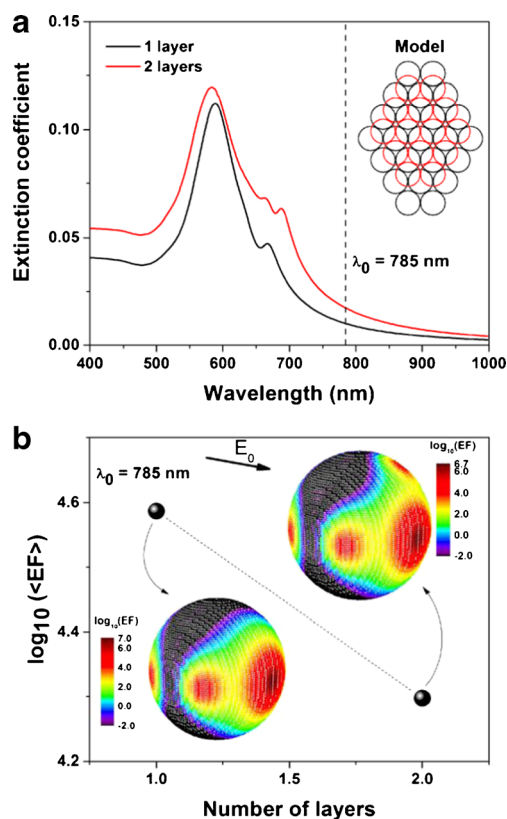 a
0.15
0.10
0.05
0.00
Extinction coefficient
1 layer
2 layers
Model
λ0 = 785 nm
400 500 600 700 800 900 1000
Wavelength (nm)
b
λ0 = 785 nm
E0
log10(EF)
6.7
6.0
4.0
2.0
0.0
-2.0
4.6
4.4
4.2
log10 (<EF>)
log10(EF)
7.0
6.0
4.0
2.0
0.0
-2.0
1.0 1.5 2.0
Number of layers